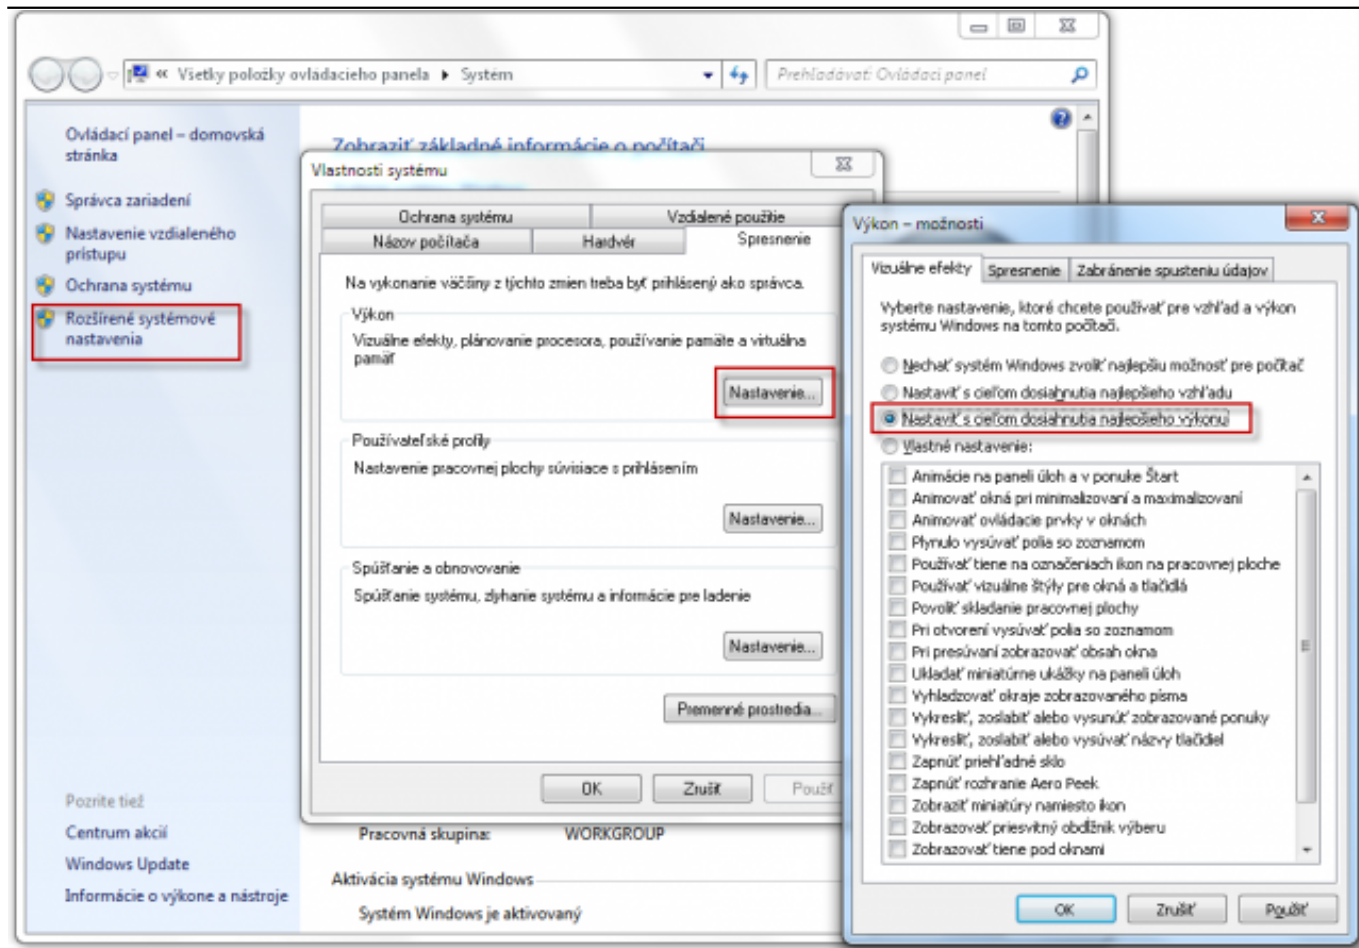 « Všetky položky ovládacieho panela ▸ Systém
Prehľadávať: Ovládací panel
Ovládací panel – domovská
stránka
Správca zariadení
Nastavenie vzdialeného
prístupu
Ochrana systému
Rozšírené systémové
nastavenia
Pozrite tiež
Centrum akcií
Windows Update
Informácie o výkone a nástroje
Zobraziť základné informácie o počítači
Vlastnosti systému
Ochrana systému
Vzdialené použitie
Názov počítača
Hardvér
Spresnenie
Na vykonanie väčšiny z týchto zmien treba byť prihlásený ako správca.
Výkon
Vizuálne efekty, plánovanie procesora, používanie pamäte a virtuálna
pamäť
Nastavenie...
Používateľské profily
Nastavenie pracovnej plochy súvisiace s prihlásením
Nastavenie...
Spúšťanie a obnovovanie
Spúšťanie systému, zlyhanie systému a informácie pre ladenie
Nastavenie...
Premenné prostredia...
OK
Zrušiť
Použiť
Pracovná skupina: WORKGROUP
Aktivácia systému Windows
Systém Windows je aktivovaný
Výkon – možnosti
Vizuálne efekty
Spresnenie
Zabránenie spusteniu údajov
Vyberte nastavenie, ktoré chcete používať pre vzhľad a výkon
systému Windows na tomto počítači.
Nechať systém Windows zvoliť najlepšiu možnosť pre počítač
Nastaviť s cieľom dosiahnutia najlepšieho vzhľadu
Nastaviť s cieľom dosiahnutia najlepšieho výkonu
Vlastné nastavenie:
Animácie na paneli úloh a v ponuke Štart
Animovať okná pri minimalizovaní a maximalizovaní
Animovať ovládacie prvky v oknách
Plynulo vysúvať polia so zoznamom
Používať tiene na označeniach ikon na pracovnej ploche
Používať vizuálne štýly pre okná a tlačidlá
Povoliť skladanie pracovnej plochy
Pri otvorení vysúvať polia so zoznamom
Pri presúvaní zobrazovať obsah okna
Ukladať miniatúrne ukážky na paneli úloh
Vyhladzovať okraje zobrazovaného písma
Vykresliť, zoslabiť alebo vysunúť zobrazované ponuky
Vykresliť, zoslabiť alebo vysúvať názvy tlačidiel
Zapnúť priehľadné sklo
Zapnúť rozhranie Aero Peek
Zobraziť miniatúry namiesto ikon
Zobrazovať priesvitný obdĺžnik výberu
Zobrazovať tiene pod oknami
OK
Zrušiť
Použiť